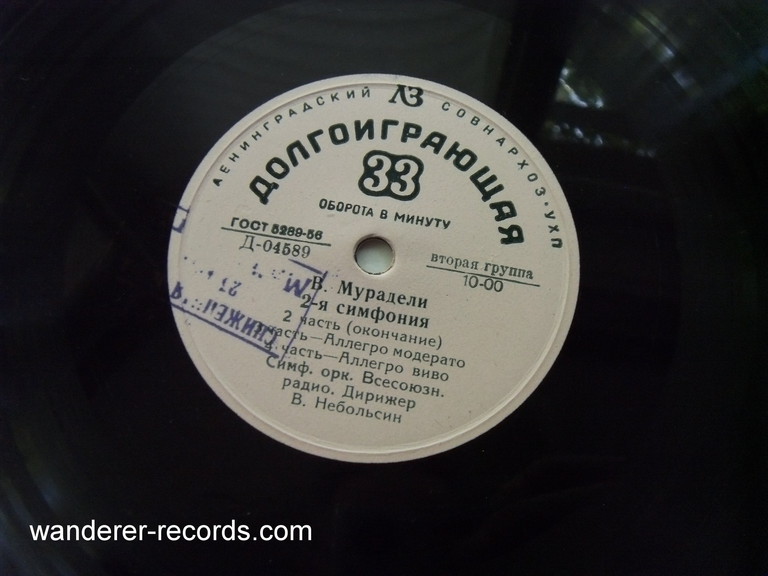 ЛЕНИНГРАДСКИЙ ЛЗ СОВНАРХОЗ · УХП
ДОЛГОИГРАЮЩАЯ
33
ОБОРОТА В МИНУТУ
ГОСТ 5289-56
Д-04589
вторая группа
10-00
В. Мурадели
2-я симфония
2 часть (окончание)
часть—Аллегро модерато
часть—Аллегро виво
Симф. орк. Всесоюзн.
радио. Дирижер
В. Небольсин
wanderer-records.com